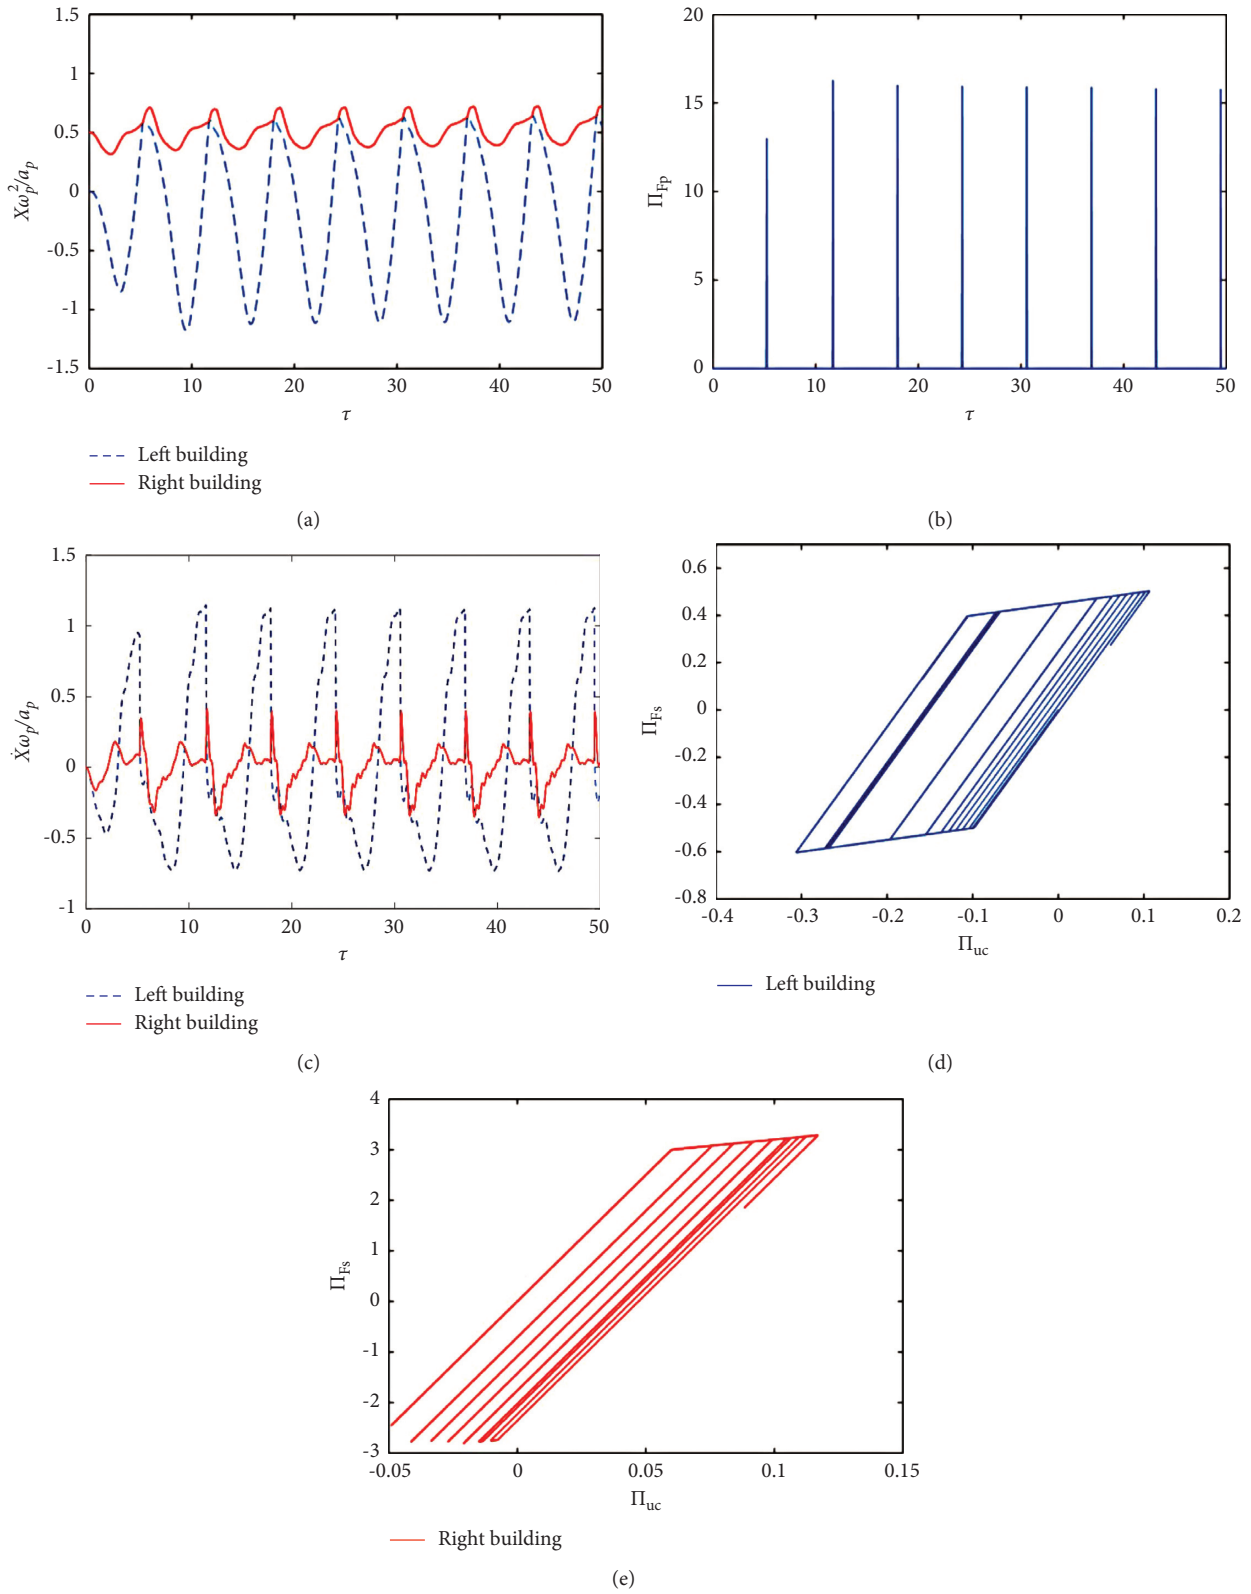 1.5
1
0.5
0
-0.5
-1
-1.5
Xω_p^2/a_p
0 10 20 30 40 50
τ
Left building
Right building
(a)
20
15
10
5
0
Π_Fp
0 10 20 30 40 50
τ
(b)
1.5
1
0.5
0
-0.5
-1
Ẋω_p/a_p
0 10 20 30 40 50
τ
Left building
Right building
(c)
0.6
0.4
0.2
0
-0.2
-0.4
-0.6
-0.8
Π_Fs
-0.4 -0.3 -0.2 -0.1 0 0.1 0.2
Π_uc
Left building
(d)
4
3
2
1
0
-1
-2
-3
Π_Fs
-0.05 0 0.05 0.1 0.15
Π_uc
Right building
(e)